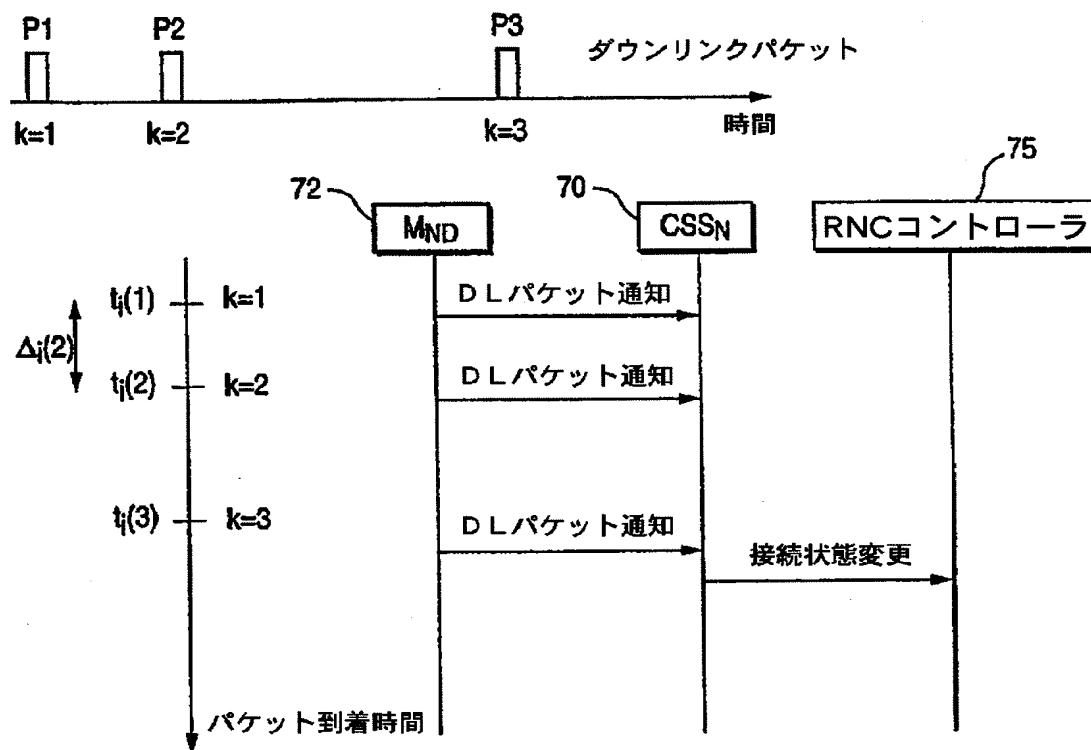 P1 P2 P3
ダウンリンクパケット
k=1 k=2 k=3 時間
72 70 75
MND CSSN RNCコントローラ
tj(1) k=1 DLパケット通知
Δj(2)
tj(2) k=2 DLパケット通知
tj(3) k=3 DLパケット通知
接続状態変更
パケット到着時間